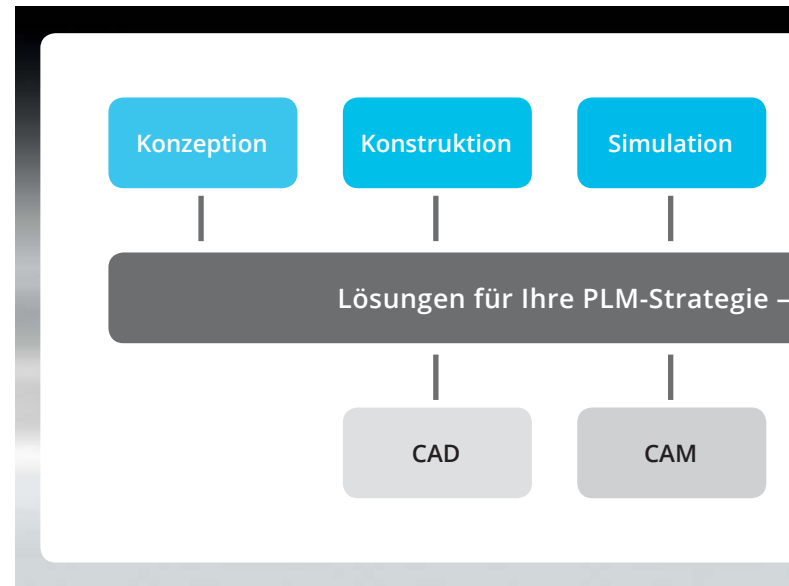 Konzeption Konstruktion Simulation
Lösungen für Ihre PLM-Strategie –
CAD CAM